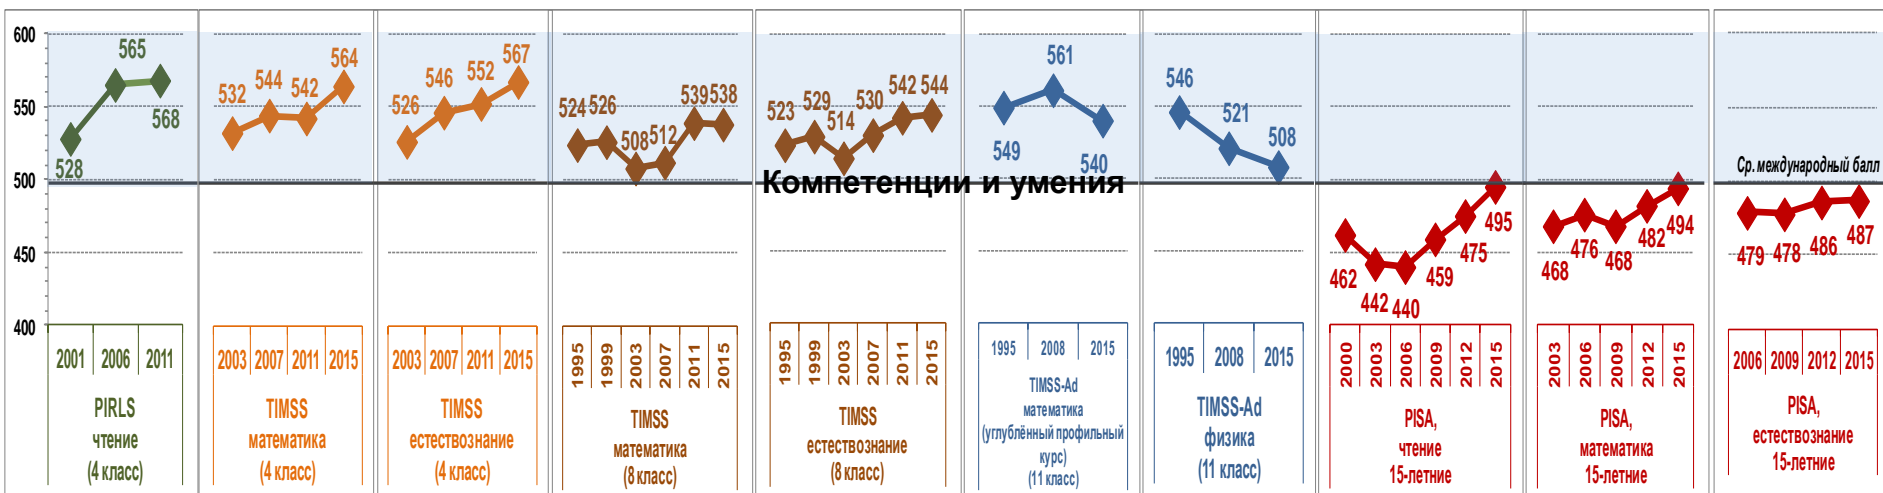 600
550
500
450
400
528
565
568
2001 2006 2011
PIRLS
чтение
(4 класс)
532
544
542
564
2003 2007 2011 2015
TIMSS
математика
(4 класс)
526
546
552
567
2003 2007 2011 2015
TIMSS
естествознание
(4 класс)
524
526
508
512
539
538
1995 1999 2003 2007 2011 2015
TIMSS
математика
(8 класс)
523
529
514
530
542
544
1995 1999 2003 2007 2011 2015
TIMSS
естествознание
(8 класс)
Компетенции и умения
549
561
540
1995 2008 2015
TIMSS-Ad
математика
(углублённый профильный
курс)
(11 класс)
546
521
508
1995 2008 2015
TIMSS-Ad
физика
(11 класс)
462
442
440
459
475
495
2000 2003 2006 2009 2012 2015
PISA,
чтение
15-летние
468
476
468
482
494
2003 2006 2009 2012 2015
PISA,
математика
15-летние
Ср. международный балл
479
478
486
487
2006 2009 2012 2015
PISA,
естествознание
15-летние